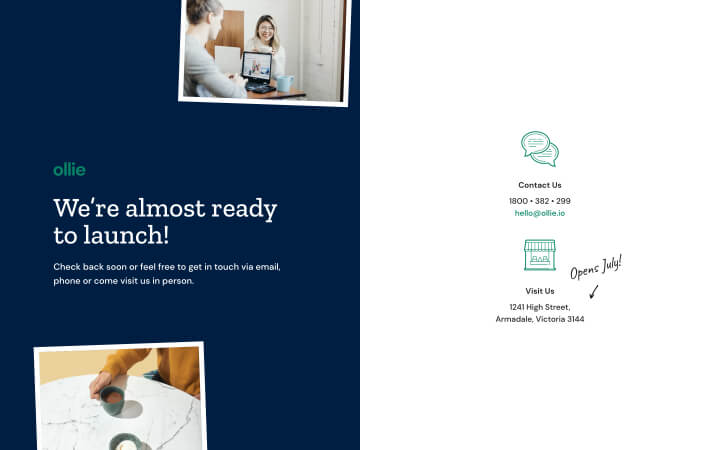 ollie
We're almost ready
to launch!
Check back soon or feel free to get in touch via email,
phone or come visit us in person.
Contact Us
1800 • 382 • 299
hello@ollie.io
Opens July!
Visit Us
1241 High Street,
Armadale, Victoria 3144